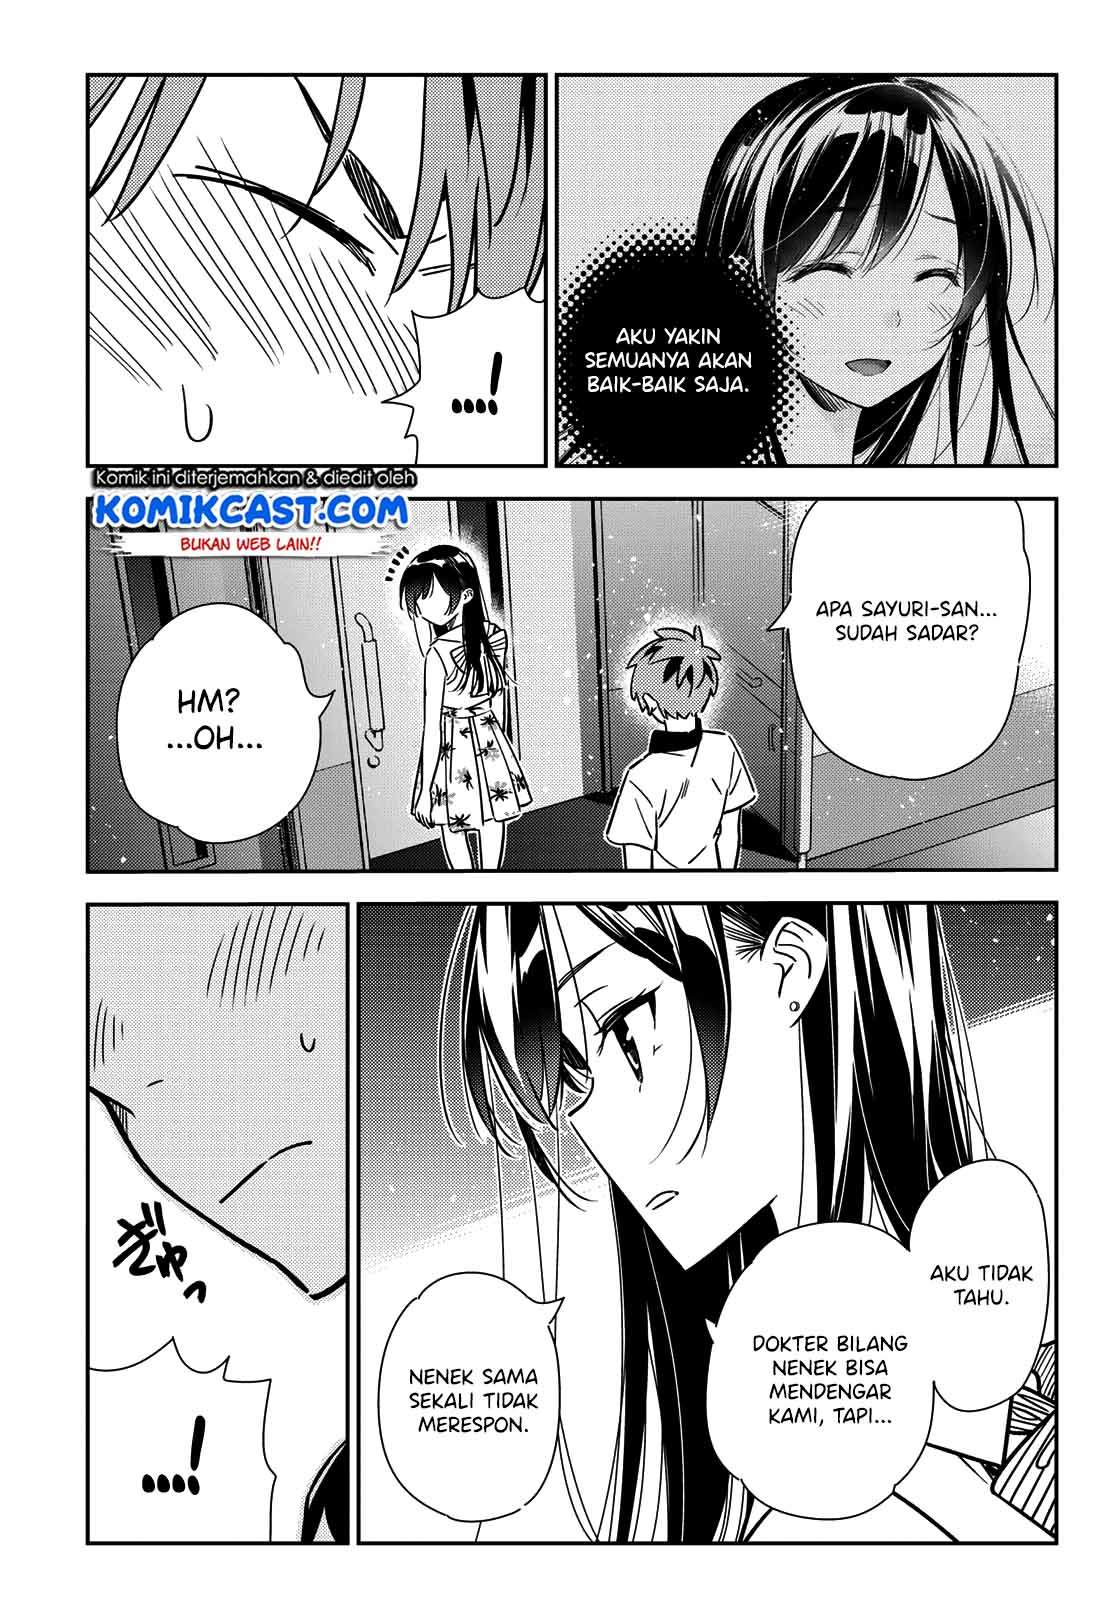 ....!
AKU YAKIN
SEMUANYA AKAN
BAIK-BAIK SAJA.
Komik ini diterjemahkan & diedit oleh
KOMIKCAST.COM
BUKAN WEB LAIN!!
APA SAYURI-SAN...
SUDAH SADAR?
HM?
...OH...
AKU TIDAK
TAHU.
DOKTER BILANG
NENEK BISA
MENDENGAR
KAMI, TAPI...
NENEK SAMA
SEKALI TIDAK
MERESPON.
ぎゅっ
....!